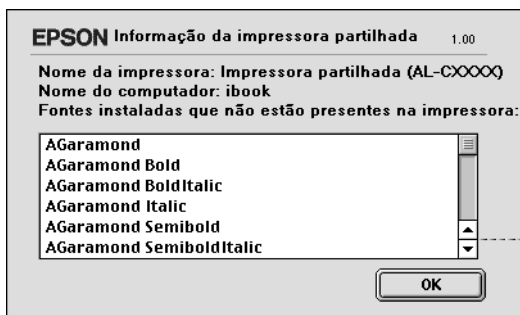 EPSON Informação da impressora partilhada 1.00
Nome da impressora: Impressora partilhada (AL-CXXXX)
Nome do computador: ibook
Fontes instaladas que não estão presentes na impressora:
AGaramond
AGaramond Bold
AGaramond BoldItalic
AGaramond Italic
AGaramond Semibold
AGaramond SemiboldItalic
OK